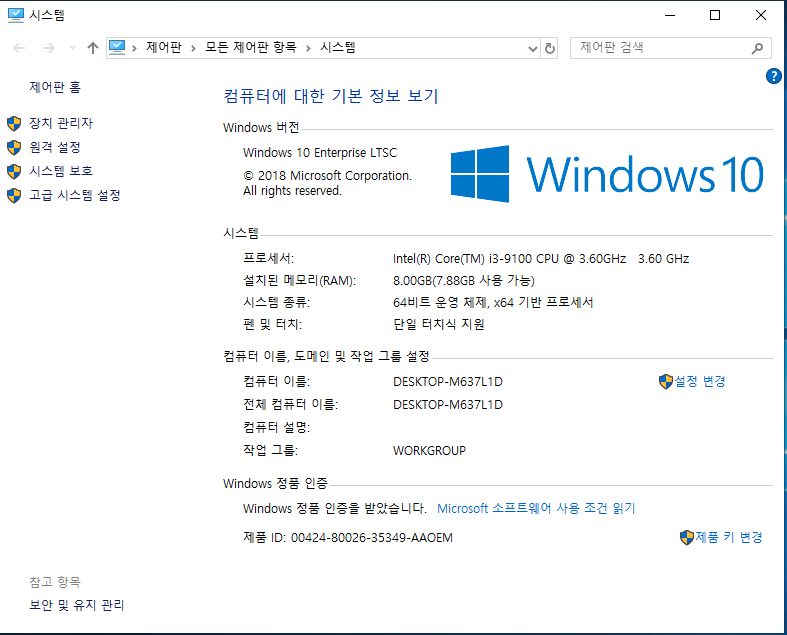 시스템
제어판 › 모든 제어판 항목 › 시스템
제어판 검색
제어판 홈
장치 관리자
원격 설정
시스템 보호
고급 시스템 설정
컴퓨터에 대한 기본 정보 보기
Windows 버전
Windows 10 Enterprise LTSC
© 2018 Microsoft Corporation.
All rights reserved.
Windows 10
시스템
프로세서: Intel(R) Core(TM) i3-9100 CPU @ 3.60GHz 3.60 GHz
설치된 메모리(RAM): 8.00GB(7.88GB 사용 가능)
시스템 종류: 64비트 운영 체제, x64 기반 프로세서
펜 및 터치: 단일 터치식 지원
컴퓨터 이름, 도메인 및 작업 그룹 설정
컴퓨터 이름: DESKTOP-M637L1D 설정 변경
전체 컴퓨터 이름: DESKTOP-M637L1D
컴퓨터 설명:
작업 그룹: WORKGROUP
Windows 정품 인증
Windows 정품 인증을 받았습니다. Microsoft 소프트웨어 사용 조건 읽기
제품 ID: 00424-80026-35349-AAOEM 제품 키 변경
참고 항목
보안 및 유지 관리